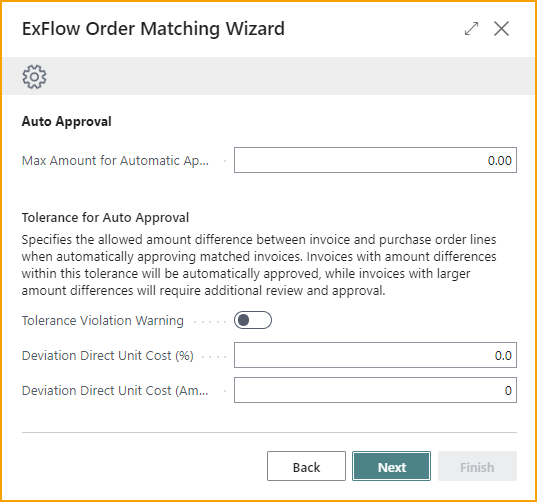 ExFlow Order Matching Wizard
Auto Approval
Max Amount for Automatic Ap... · 0.00
Tolerance for Auto Approval
Specifies the allowed amount difference between invoice and purchase order lines
when automatically approving matched invoices. Invoices with amount differences
within this tolerance will be automatically approved, while invoices with larger
amount differences will require additional review and approval.
Tolerance Violation Warning · · · · ·
Deviation Direct Unit Cost (%) · · · · 0.0
Deviation Direct Unit Cost (Am... · 0
Back Next Finish